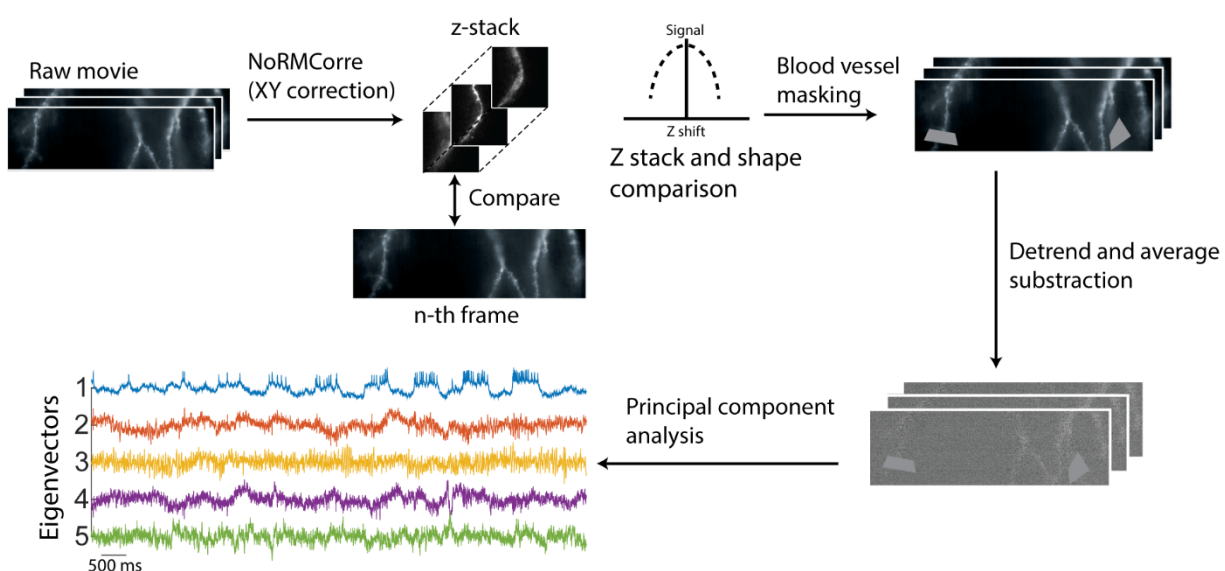 Raw movie
NoRMCorre
(XY correction)
z-stack
Compare
n-th frame
Signal
Z shift
Z stack and shape
comparison
Blood vessel
masking
Detrend and average
substraction
Principal component
analysis
Eigenvectors
1
2
3
4
5
500 ms